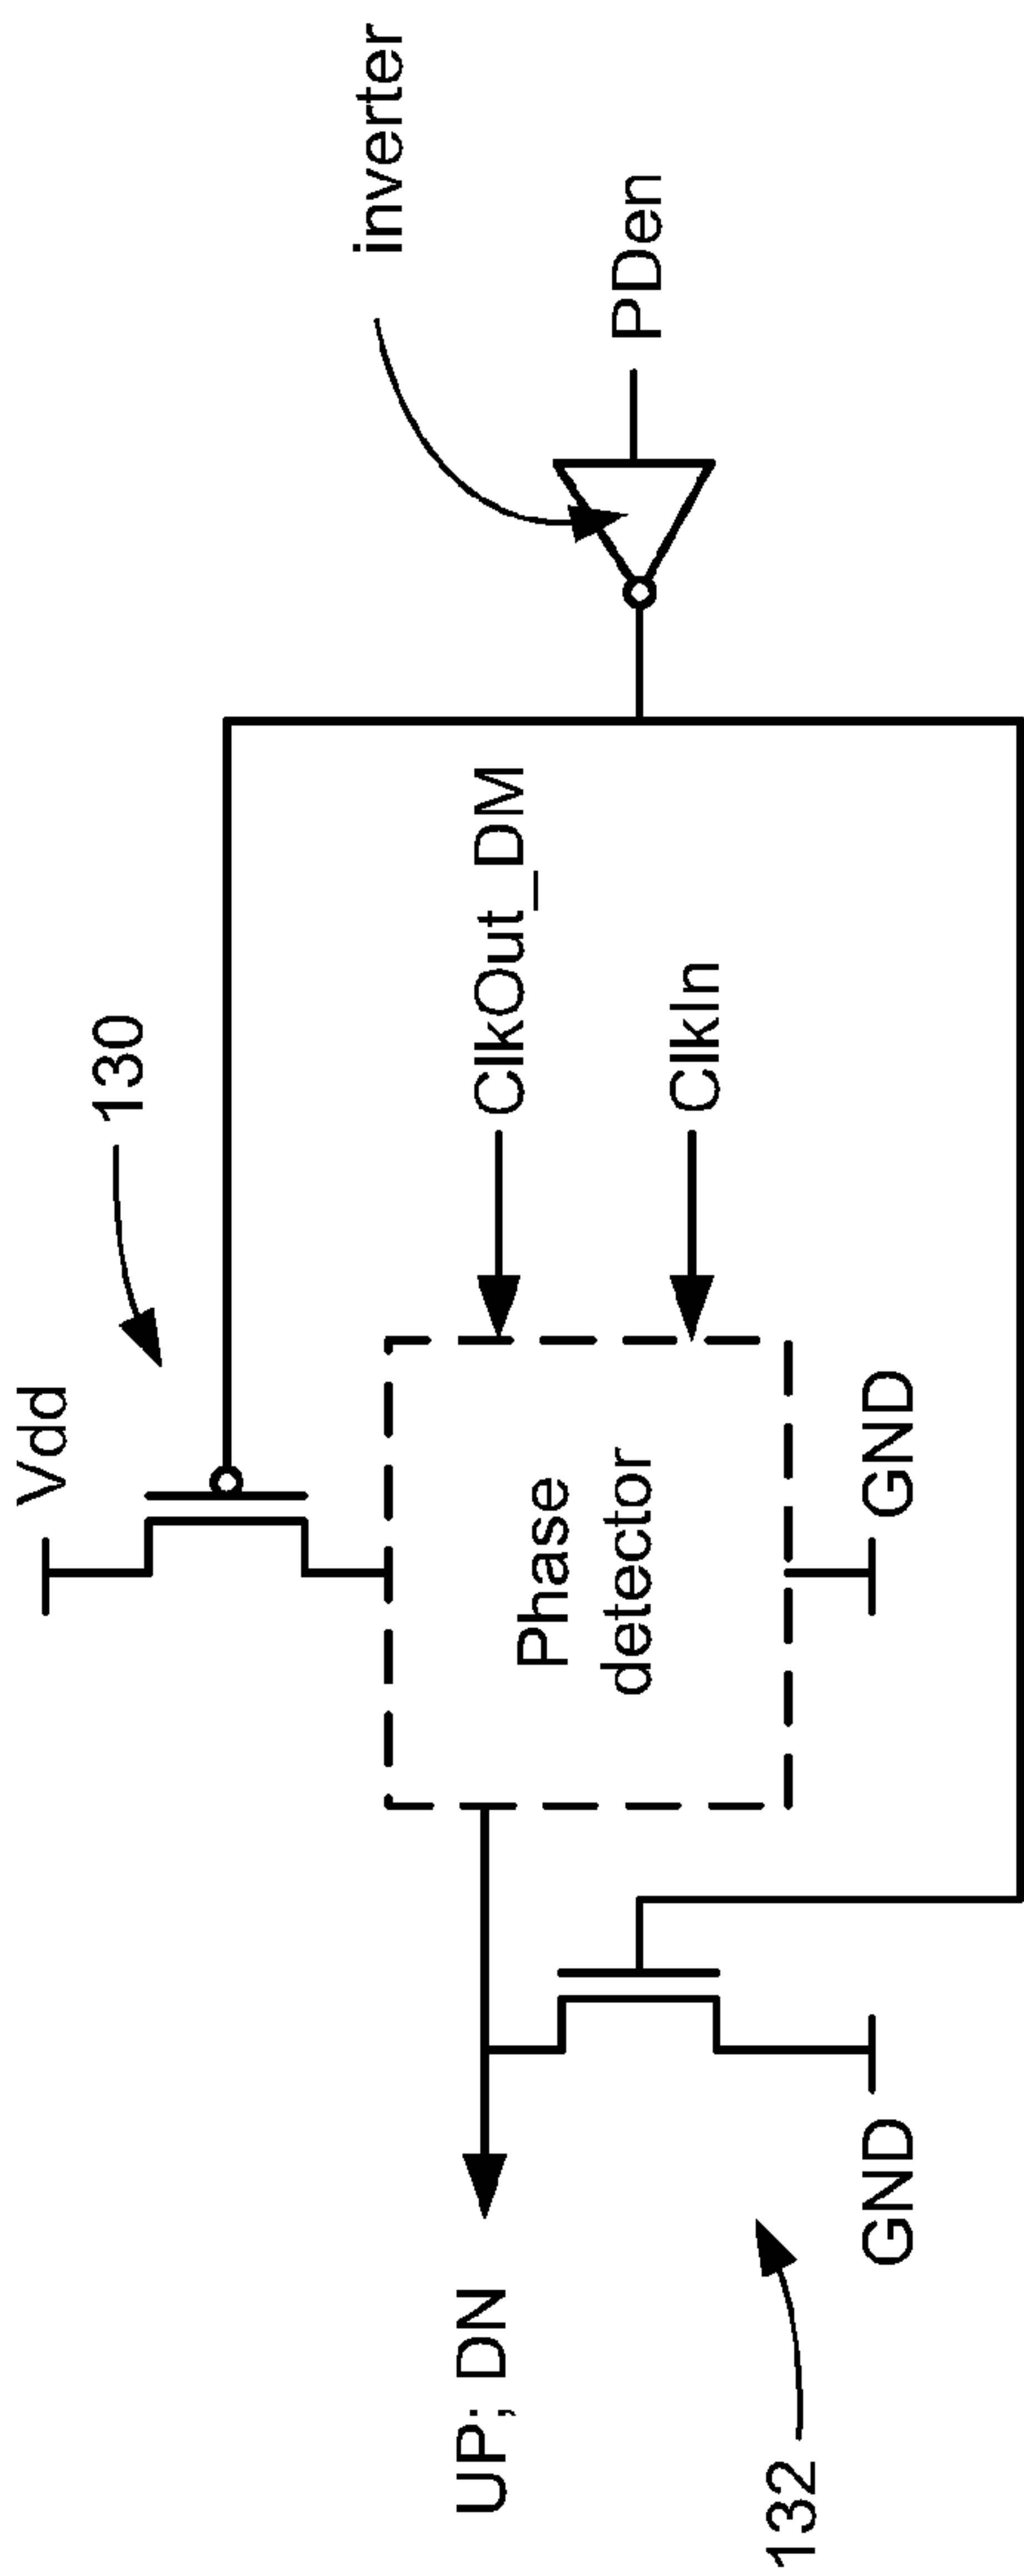 inverter
PDen
130
ClkOut_DM
ClkIn
Vdd
Phase
detector
GND
GND
UP; DN
132